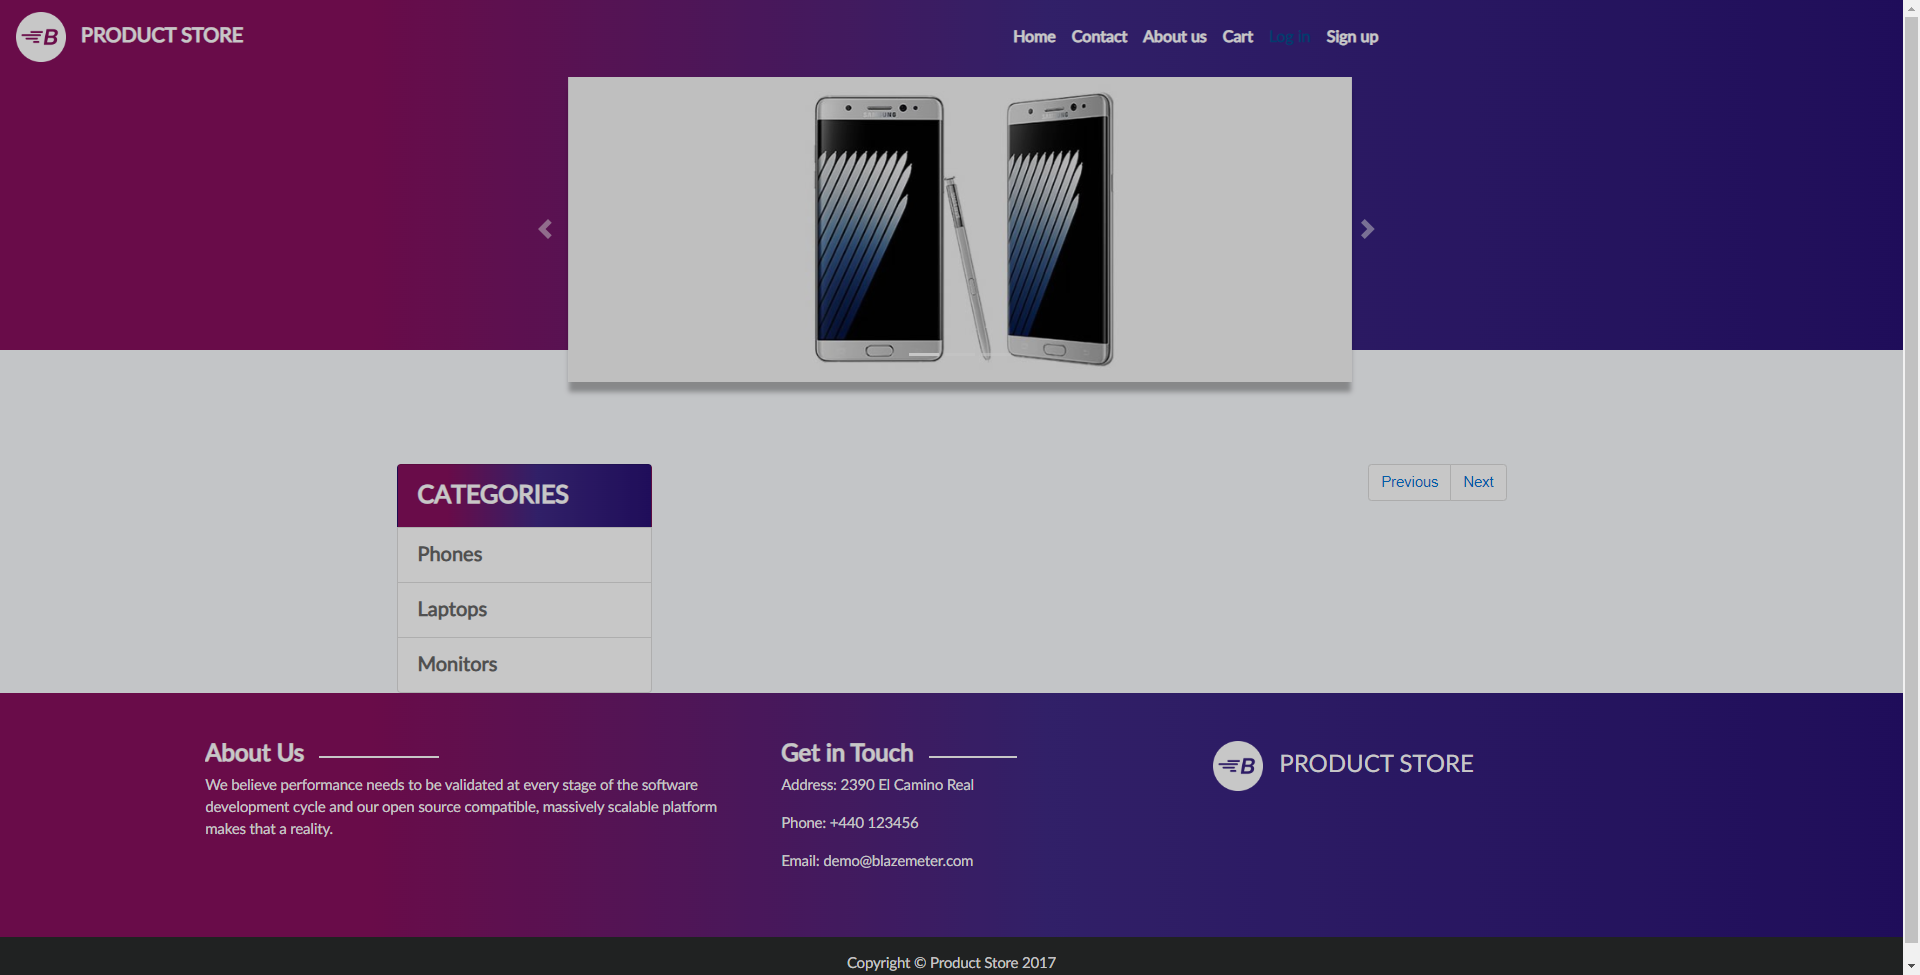 B PRODUCT STORE
Home Contact About us Cart Log in Sign up
SAMSUNG
SAMSUNG
CATEGORIES
Phones
Laptops
Monitors
Previous Next
About Us
We believe performance needs to be validated at every stage of the software
development cycle and our open source compatible, massively scalable platform
makes that a reality.
Get in Touch
Address: 2390 El Camino Real
Phone: +440 123456
Email: demo@blazemeter.com
B PRODUCT STORE
Copyright © Product Store 2017